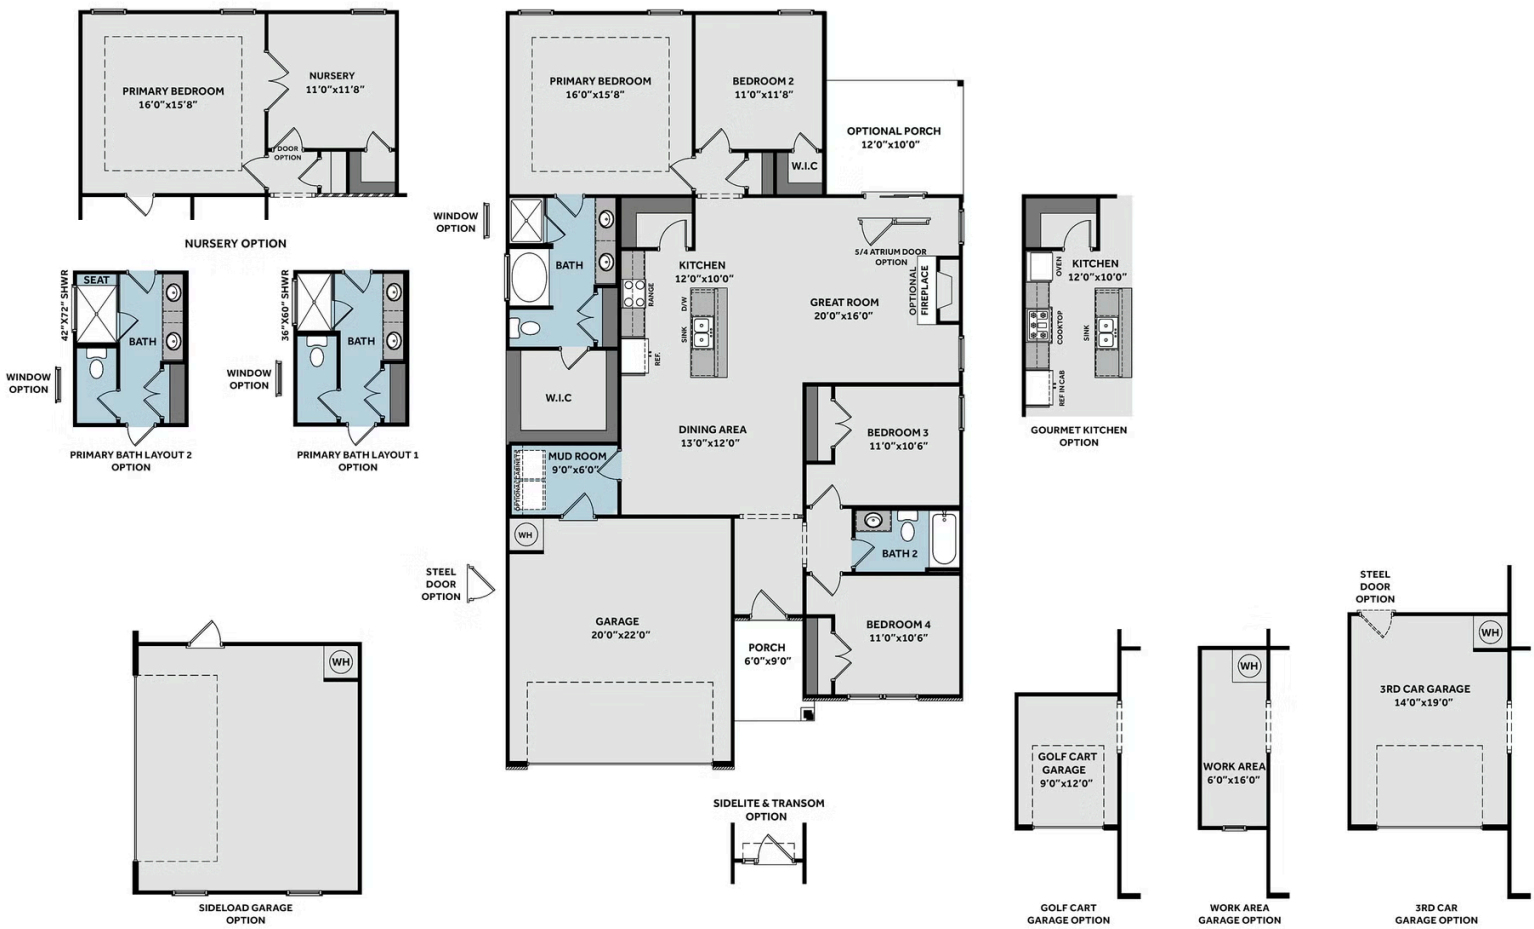 PRIMARY BEDROOM
16'0"x15'8"
NURSERY
11'0"x11'8"
DOOR
OPTION
NURSERY OPTION
42"X72" SHWR
SEAT
BATH
WINDOW
OPTION
PRIMARY BATH LAYOUT 2
OPTION
36"X60" SHWR
BATH
WINDOW
OPTION
PRIMARY BATH LAYOUT 1
OPTION
PRIMARY BEDROOM
16'0"x15'8"
BEDROOM 2
11'0"x11'8"
W.I.C
OPTIONAL PORCH
12'0"x10'0"
WINDOW
OPTION
BATH
KITCHEN
12'0"x10'0"
RANGE
D/W
SINK
REF.
5/4 ATRIUM DOOR
OPTION
GREAT ROOM
20'0"x16'0"
OPTIONAL
FIREPLACE
W.I.C
DINING AREA
13'0"x12'0"
BEDROOM 3
11'0"x10'6"
OPTIONAL CABINETS
MUD ROOM
9'0"x6'0"
WH
BATH 2
STEEL
DOOR
OPTION
GARAGE
20'0"x22'0"
PORCH
6'0"x9'0"
BEDROOM 4
11'0"x10'6"
SIDELITE & TRANSOM
OPTION
OVEN
KITCHEN
12'0"x10'0"
COOKTOP
SINK
REF IN CAB
GOURMET KITCHEN
OPTION
WH
SIDELOAD GARAGE
OPTION
GOLF CART
GARAGE
9'0"x12'0"
GOLF CART
GARAGE OPTION
WH
WORK AREA
6'0"x16'0"
WORK AREA
GARAGE OPTION
STEEL
DOOR
OPTION
WH
3RD CAR GARAGE
14'0"x19'0"
3RD CAR
GARAGE OPTION